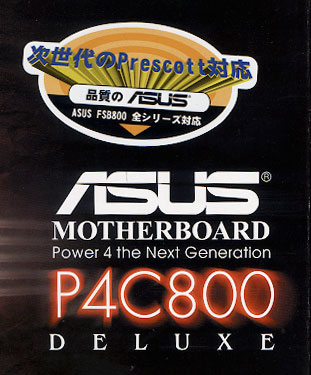 次世代のPrescott対応
品質の ASUS
ASUS FSB800 全シリーズ対応
ASUS®
MOTHERBOARD
Power 4 the Next Generation
P4C800
DELUXE